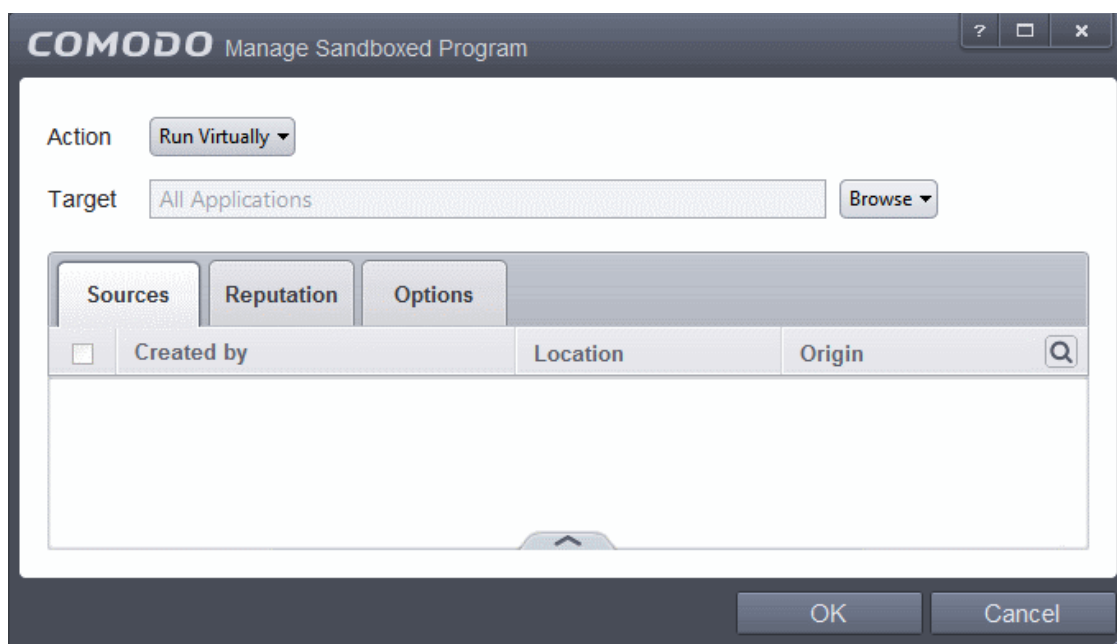 COMODO Manage Sandboxed Program ? x
Action Run Virtually
Target All Applications Browse
Sources Reputation Options
Created by Location Origin
OK Cancel